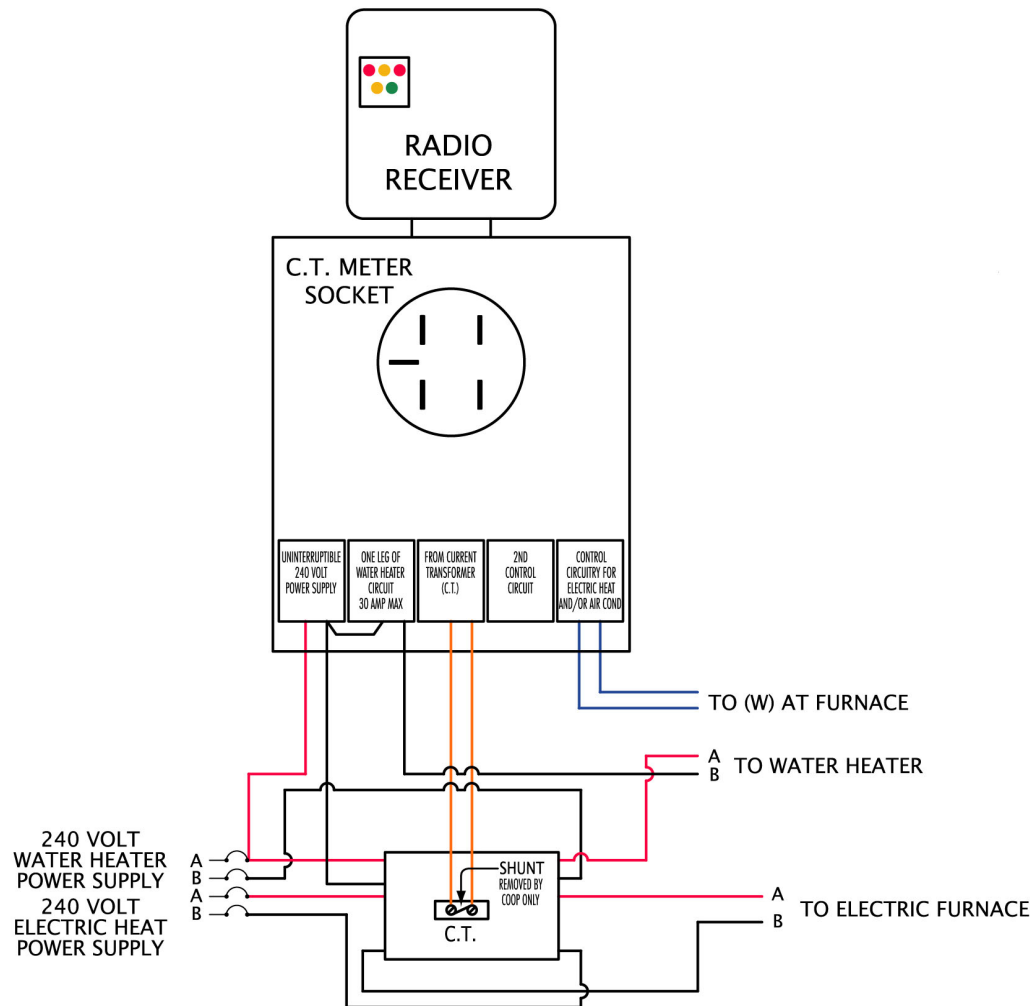 RADIO
RECEIVER
C.T. METER
SOCKET
UNINTERRUPTIBLE
240 VOLT
POWER SUPPLY
ONE LEG OF
WATER HEATER
CIRCUIT
30 AMP MAX
FROM CURRENT
TRANSFORMER
(C.T.)
2ND
CONTROL
CIRCUIT
CONTROL
CIRCUITRY FOR
ELECTRIC HEAT
AND/OR AIR COND
TO (W) AT FURNACE
A
B
TO WATER HEATER
240 VOLT
WATER HEATER
POWER SUPPLY
A
B
240 VOLT
ELECTRIC HEAT
POWER SUPPLY
A
B
SHUNT
REMOVED BY
COOP ONLY
C.T.
A
B
TO ELECTRIC FURNACE